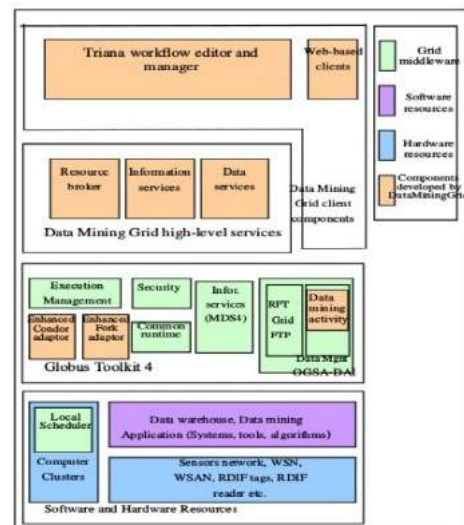 Triana workflow editor and
manager
Web-based
clients
Grid
middleware
Software
resources
Hardware
resources
Components
developed by
DataMiningGrid
Resource
broker
Information
services
Data
services
Data Mining Grid high-level services
Data Mining
Grid client
components
Execution
Management
Security
Infor.
services
(MDS4)
RFT
Grid
FTP
Data
mining
activity
Enhanced
Condor
adaptor
Enhanced
Fork
adaptor
Common
runtime
Data Mgnt
OGSA-DAI
Globus Toolkit 4
Local
Scheduler
Computer
Clusters
Data warehouse, Data mining
Application (Systems, tools, algorithms)
Sensors network, WSN,
WSAN, RDIF tags, RDIF
reader etc.
Software and Hardware Resources